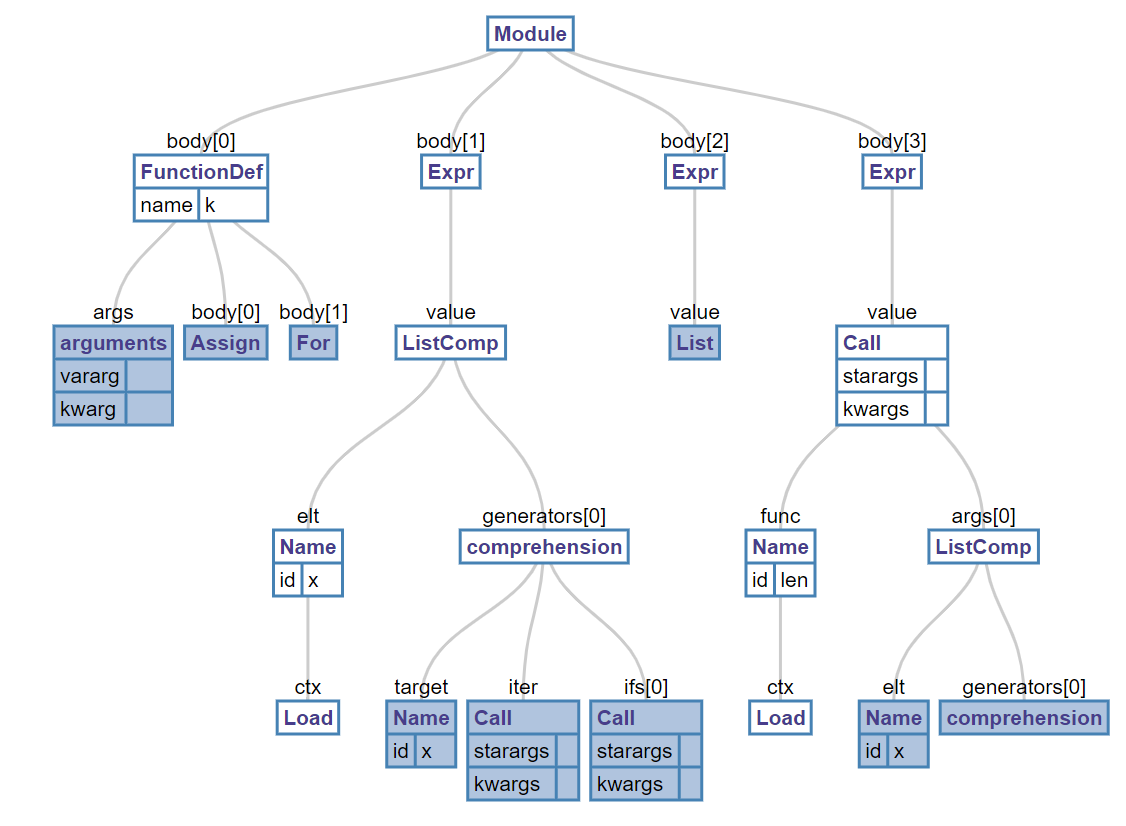 Module
body[0] body[1] body[2] body[3]
FunctionDef Expr Expr Expr
name k
args body[0] body[1] value value value
arguments Assign For ListComp List Call
vararg starargs
kwarg kwargs
elt generators[0] func args[0]
Name comprehension Name ListComp
id x id len
ctx target iter ifs[0] ctx elt generators[0]
Load Name Call Call Load Name comprehension
id x starargs starargs id x
kwargs kwargs